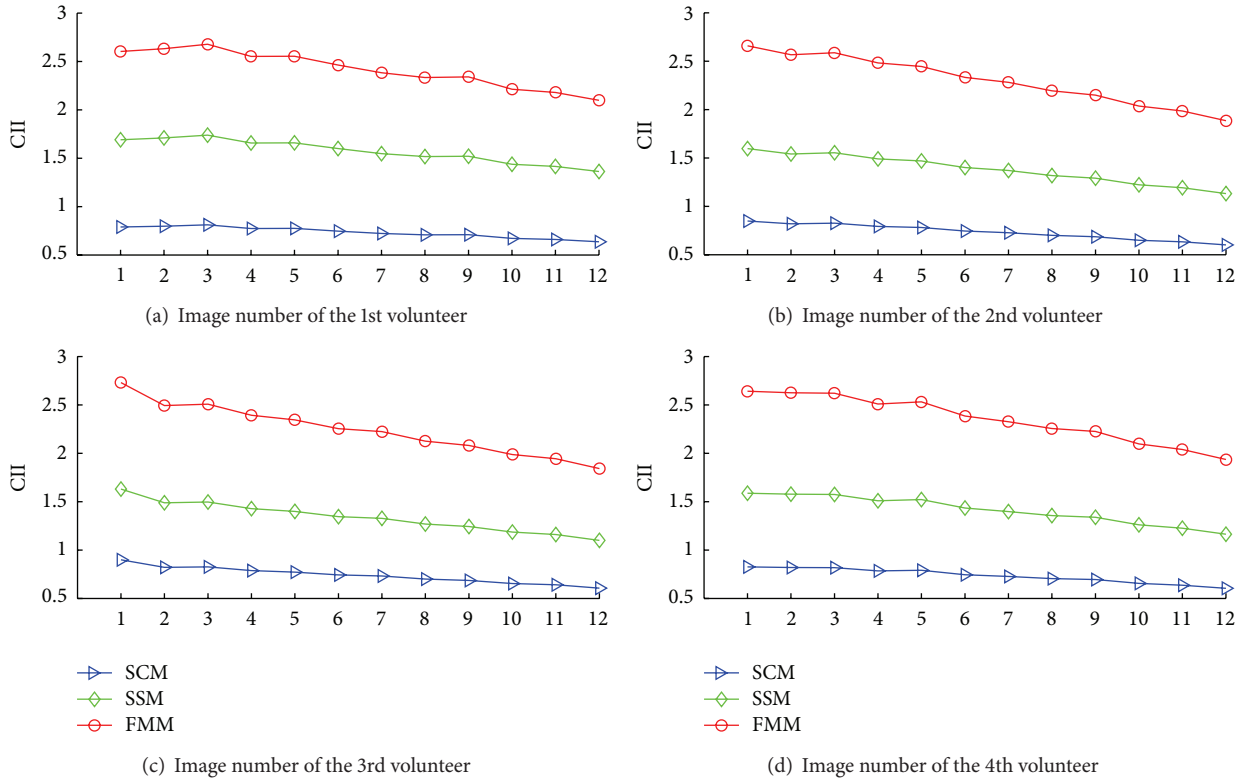 3
2.5
2
1.5
1
0.5
CII
1 2 3 4 5 6 7 8 9 10 11 12
(a) Image number of the 1st volunteer
3
2.5
2
1.5
1
0.5
CII
1 2 3 4 5 6 7 8 9 10 11 12
(b) Image number of the 2nd volunteer
3
2.5
2
1.5
1
0.5
CII
1 2 3 4 5 6 7 8 9 10 11 12
SCM
SSM
FMM
(c) Image number of the 3rd volunteer
3
2.5
2
1.5
1
0.5
CII
1 2 3 4 5 6 7 8 9 10 11 12
SCM
SSM
FMM
(d) Image number of the 4th volunteer